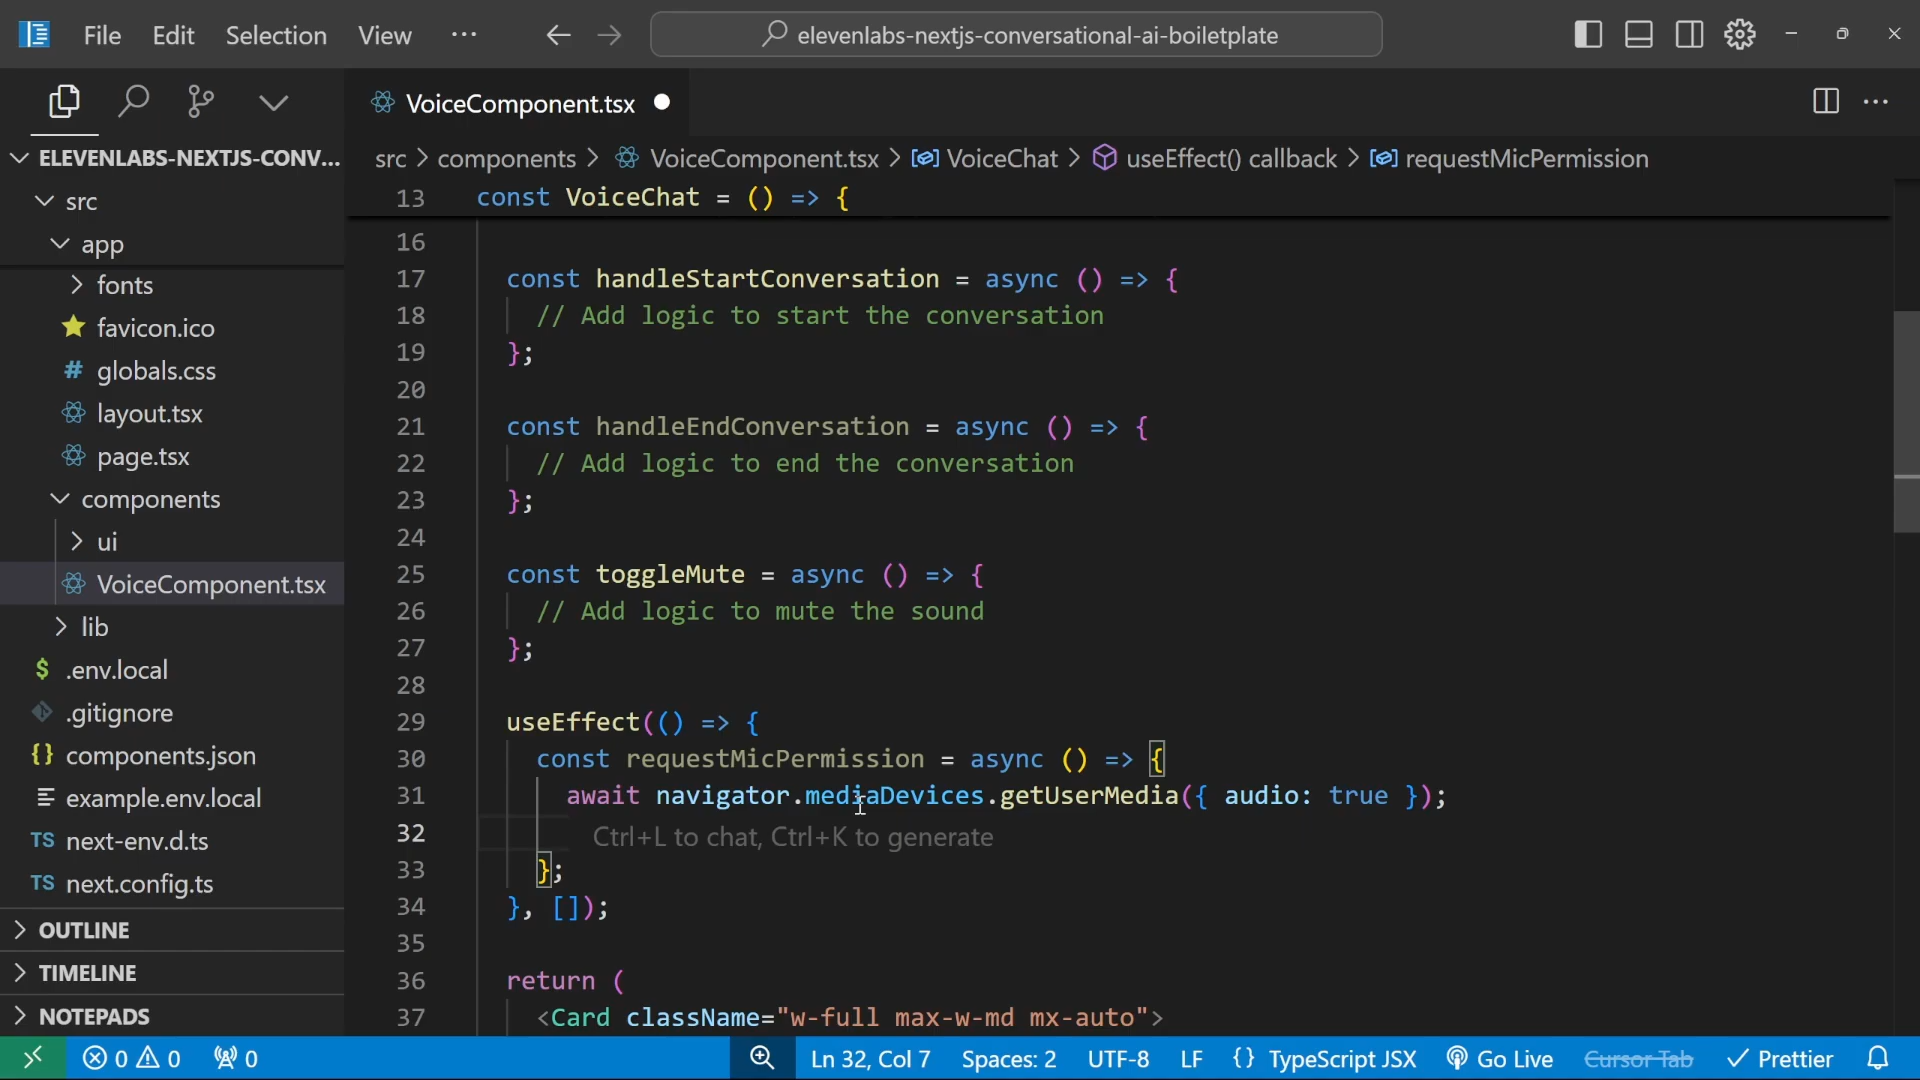 File Edit Selection View ··· elevenlabs-nextjs-conversational-ai-boiletplate
VoiceComponent.tsx
ELEVENLABS-NEXTJS-CONV...
src
app
fonts
favicon.ico
# globals.css
layout.tsx
page.tsx
components
ui
VoiceComponent.tsx
lib
$ .env.local
.gitignore
{} components.json
example.env.local
TS next-env.d.ts
TS next.config.ts
OUTLINE
TIMELINE
NOTEPADS
src > components > VoiceComponent.tsx > VoiceChat > useEffect() callback > requestMicPermission
13 const VoiceChat = () => {
16
17 const handleStartConversation = async () => {
18 // Add logic to start the conversation
19 };
20
21 const handleEndConversation = async () => {
22 // Add logic to end the conversation
23 };
24
25 const toggleMute = async () => {
26 // Add logic to mute the sound
27 };
28
29 useEffect(() => {
30 const requestMicPermission = async () => {
31 await navigator.mediaDevices.getUserMedia({ audio: true });
32 Ctrl+L to chat, Ctrl+K to generate
33 };
34 }, []);
35
36 return (
37 <Card className="w-full max-w-md mx-auto">
0 0 0 Ln 32, Col 7 Spaces: 2 UTF-8 LF {} TypeScript JSX Go Live Cursor Tab Prettier